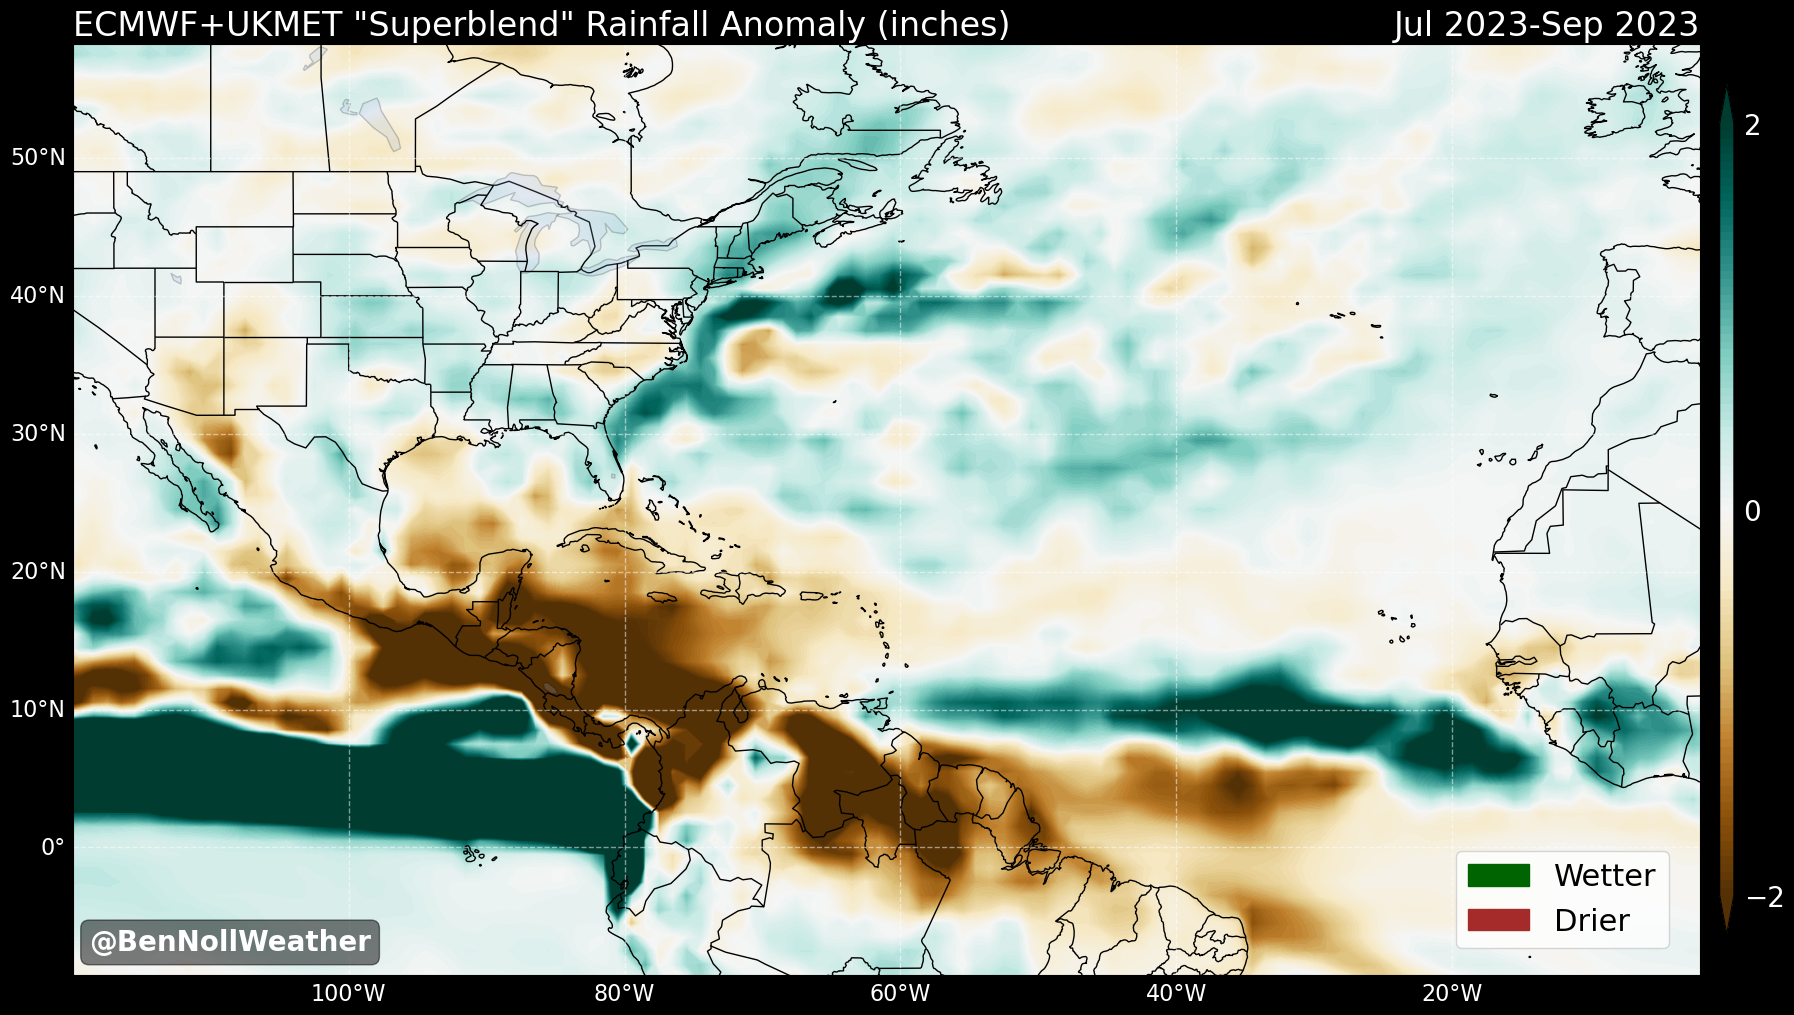 ECMWF+UKMET "Superblend" Rainfall Anomaly (inches)
Jul 2023-Sep 2023
50°N
40°N
30°N
20°N
10°N
0°
100°W
80°W
60°W
40°W
20°W
2
0
−2
Wetter
Drier
@BenNollWeather